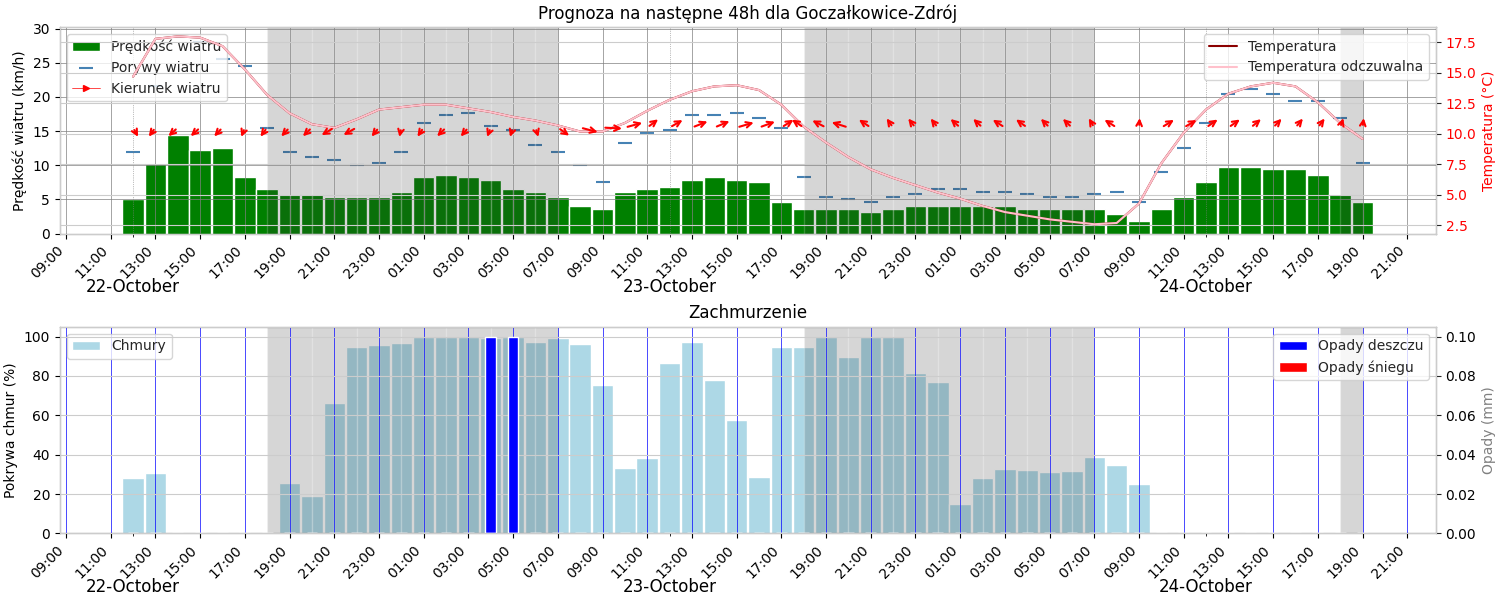 Prognoza na następne 48h dla Goczałkowice-Zdrój
Prędkość wiatru (km/h)
30
25
20
15
10
5
0
Prędkość wiatru
Porywy wiatru
Kierunek wiatru
Temperatura
Temperatura odczuwalna
17.5
15.0
12.5
10.0
7.5
5.0
2.5
Temperatura (°C)
09:00 11:00 13:00 15:00 17:00 19:00 21:00 23:00 01:00 03:00 05:00 07:00 09:00 11:00 13:00 15:00 17:00 19:00 21:00 23:00 01:00 03:00 05:00 07:00 09:00 11:00 13:00 15:00 17:00 19:00 21:00
22-October 23-October 24-October
Zachmurzenie
Pokrywa chmur (%)
100
80
60
40
20
0
Chmury
Opady deszczu
Opady śniegu
0.10
0.08
0.06
0.04
0.02
0.00
Opady (mm)
09:00 11:00 13:00 15:00 17:00 19:00 21:00 23:00 01:00 03:00 05:00 07:00 09:00 11:00 13:00 15:00 17:00 19:00 21:00 23:00 01:00 03:00 05:00 07:00 09:00 11:00 13:00 15:00 17:00 19:00 21:00
22-October 23-October 24-October